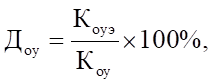 Д_оу = К_оуэ / К_оу × 100%,